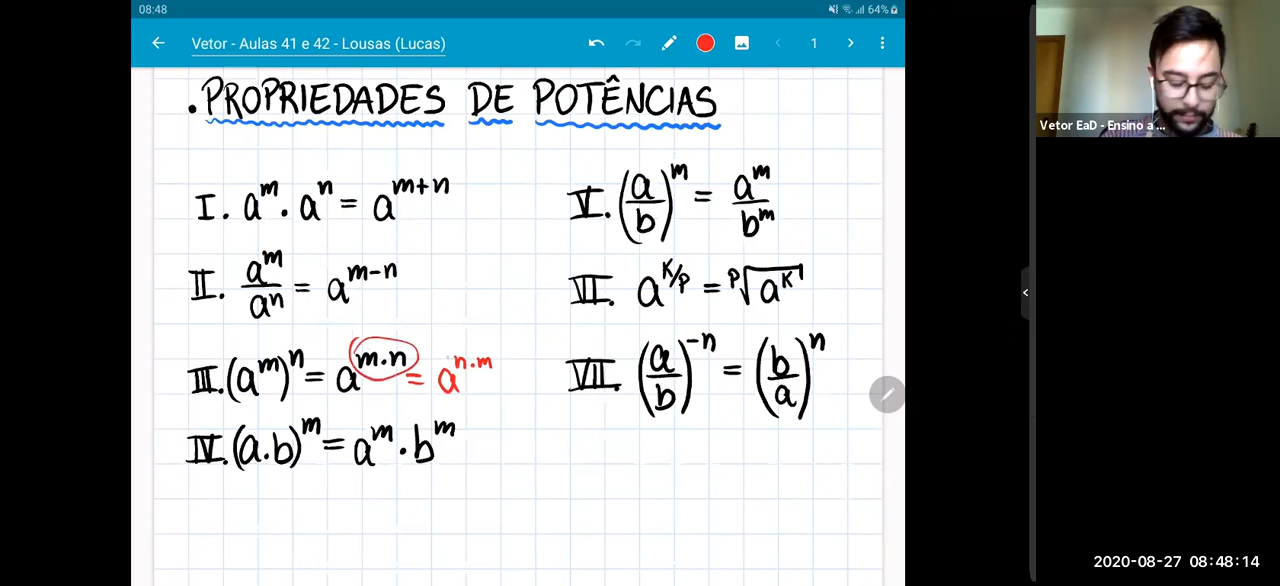 08:48
64%
Vetor - Aulas 41 e 42 - Lousas (Lucas)
1
. PROPRIEDADES DE POTÊNCIAS
I. a^m · a^n = a^(m+n)
II. a^m/a^n = a^(m-n)
III. (a^m)^n = a^(m·n) = a^(n·m)
IV. (a.b)^m = a^m · b^m
V. (a/b)^m = a^m/b^m
VI. a^(K/P) = ᴾ√(a^K)
VII. (a/b)^(-n) = (b/a)^n
Vetor EaD - Ensino a ...
2020-08-27 08:48:14